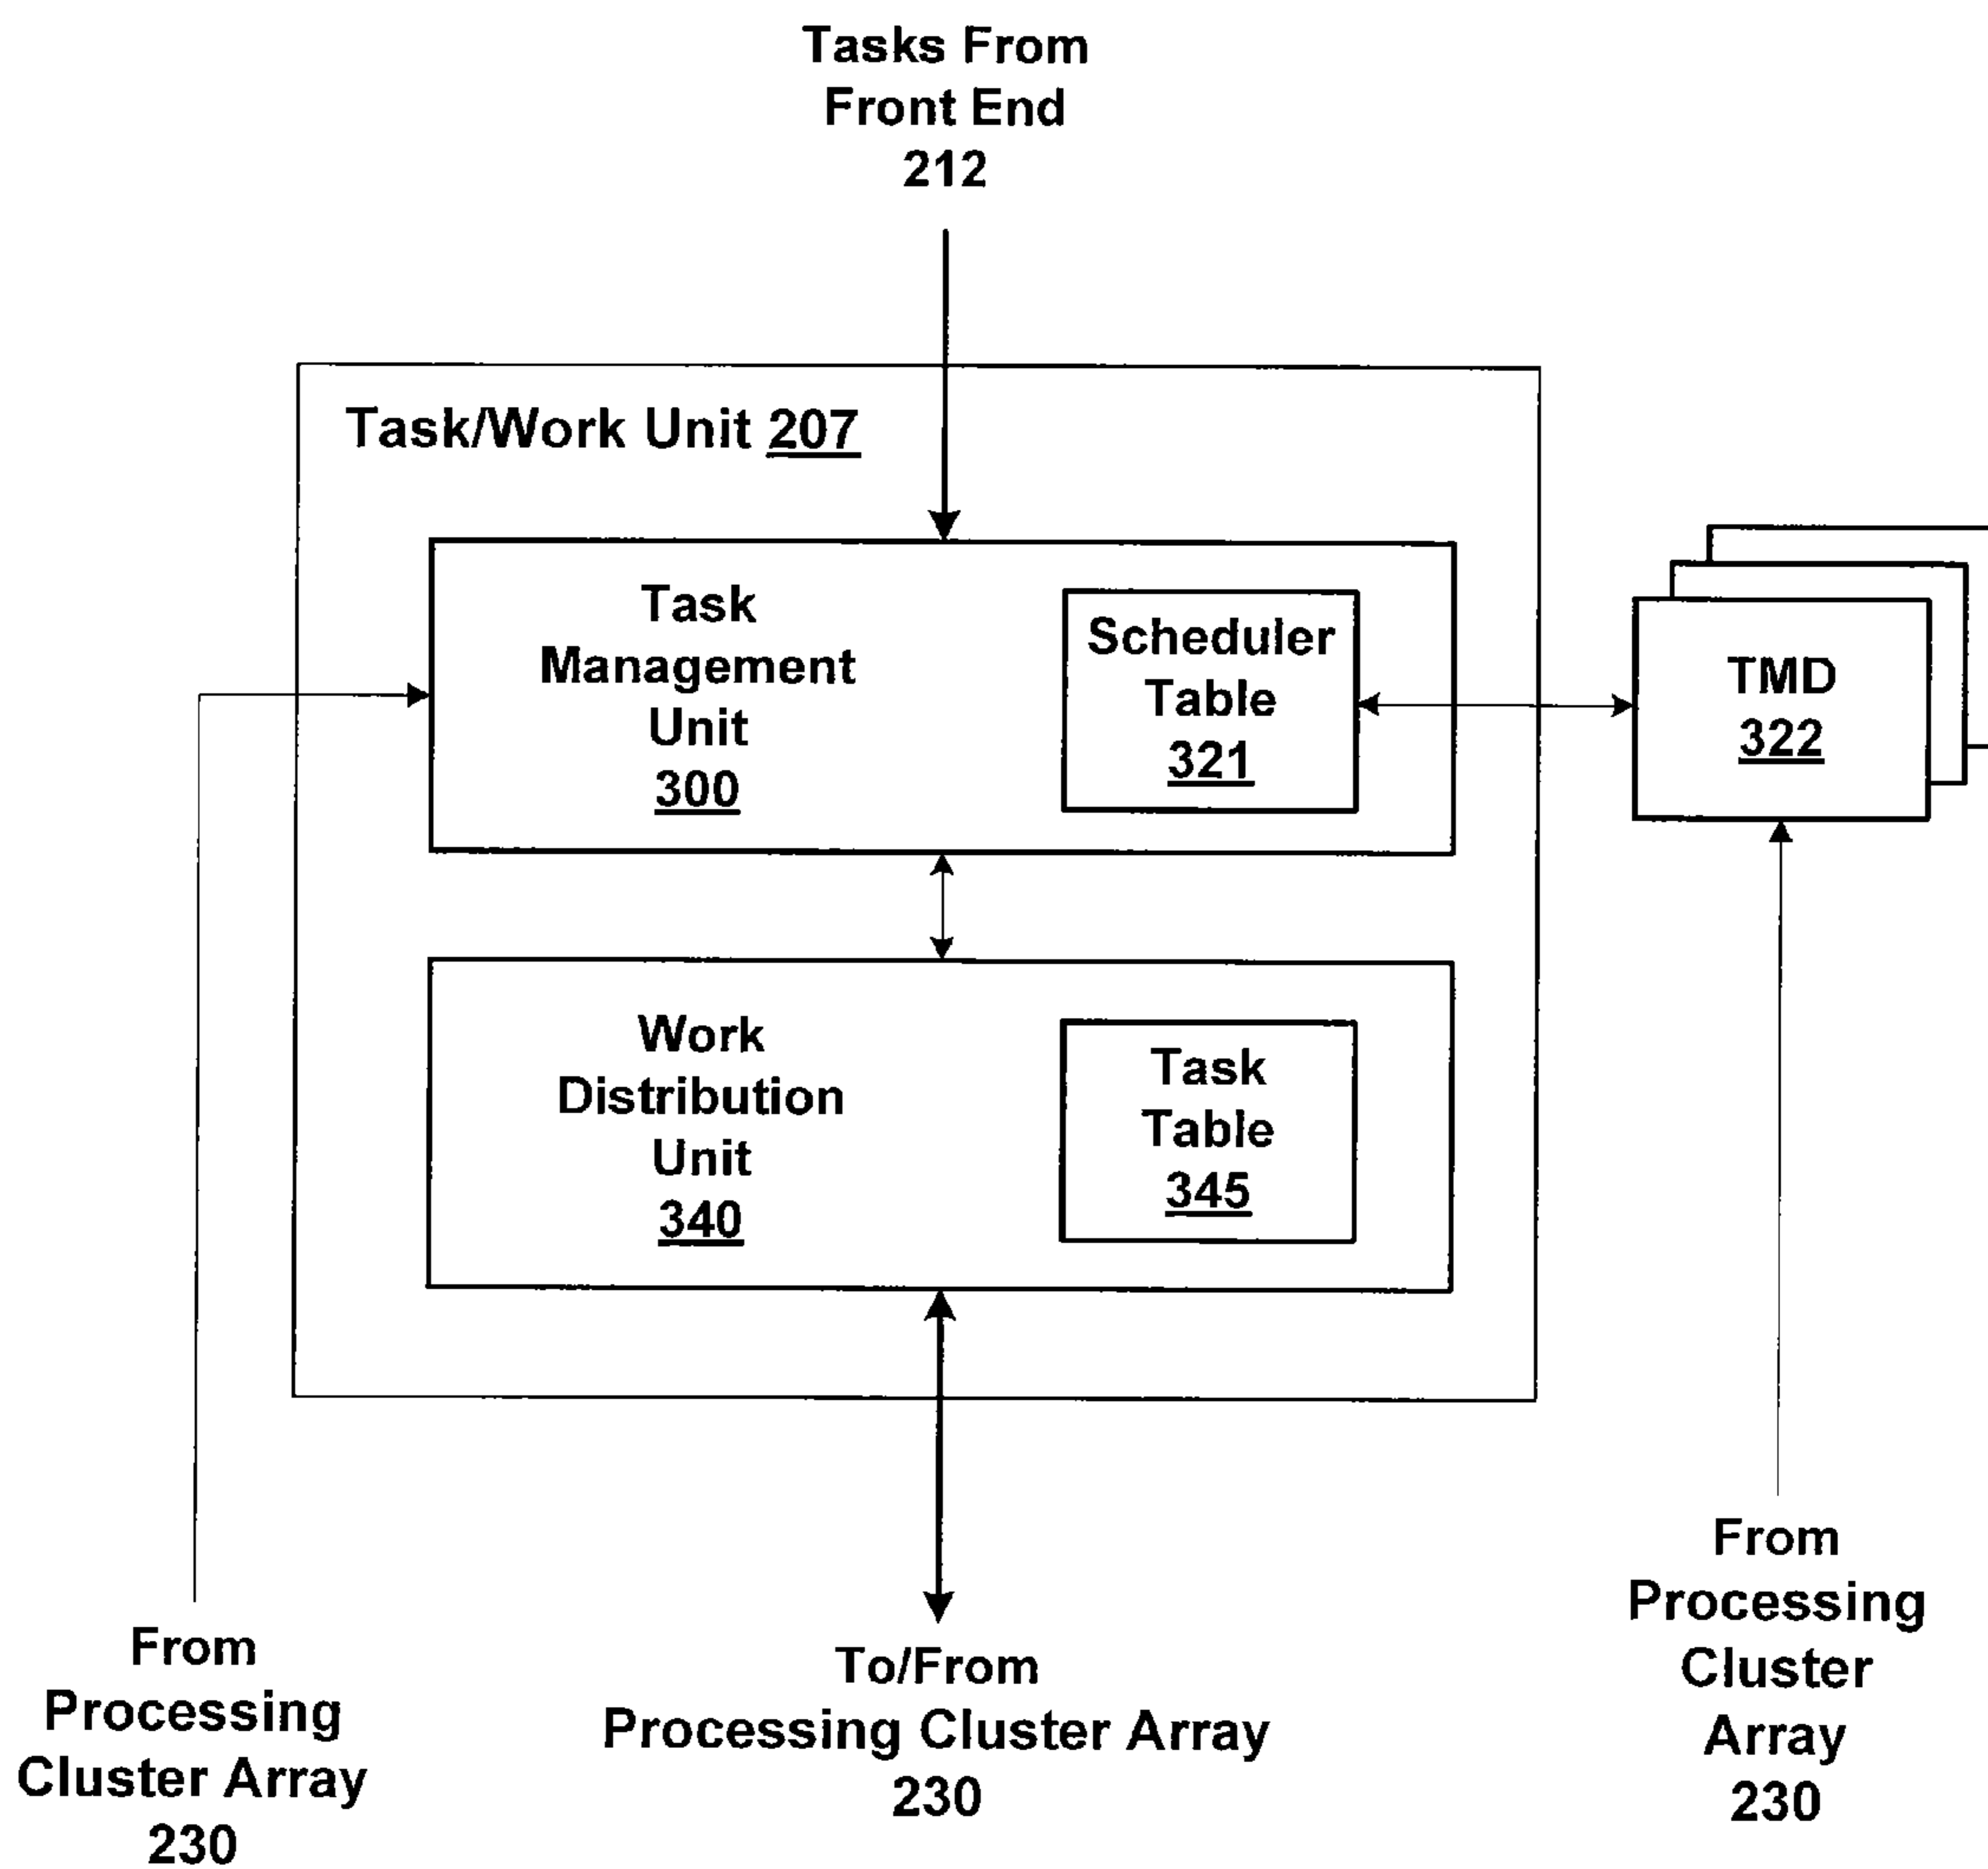 Tasks From
Front End
212
Task/Work Unit 207
Task
Management
Unit
300
Scheduler
Table
321
TMD
322
Work
Distribution
Unit
340
Task
Table
345
From
Processing
Cluster Array
230
To/From
Processing Cluster Array
230
From
Processing
Cluster
Array
230